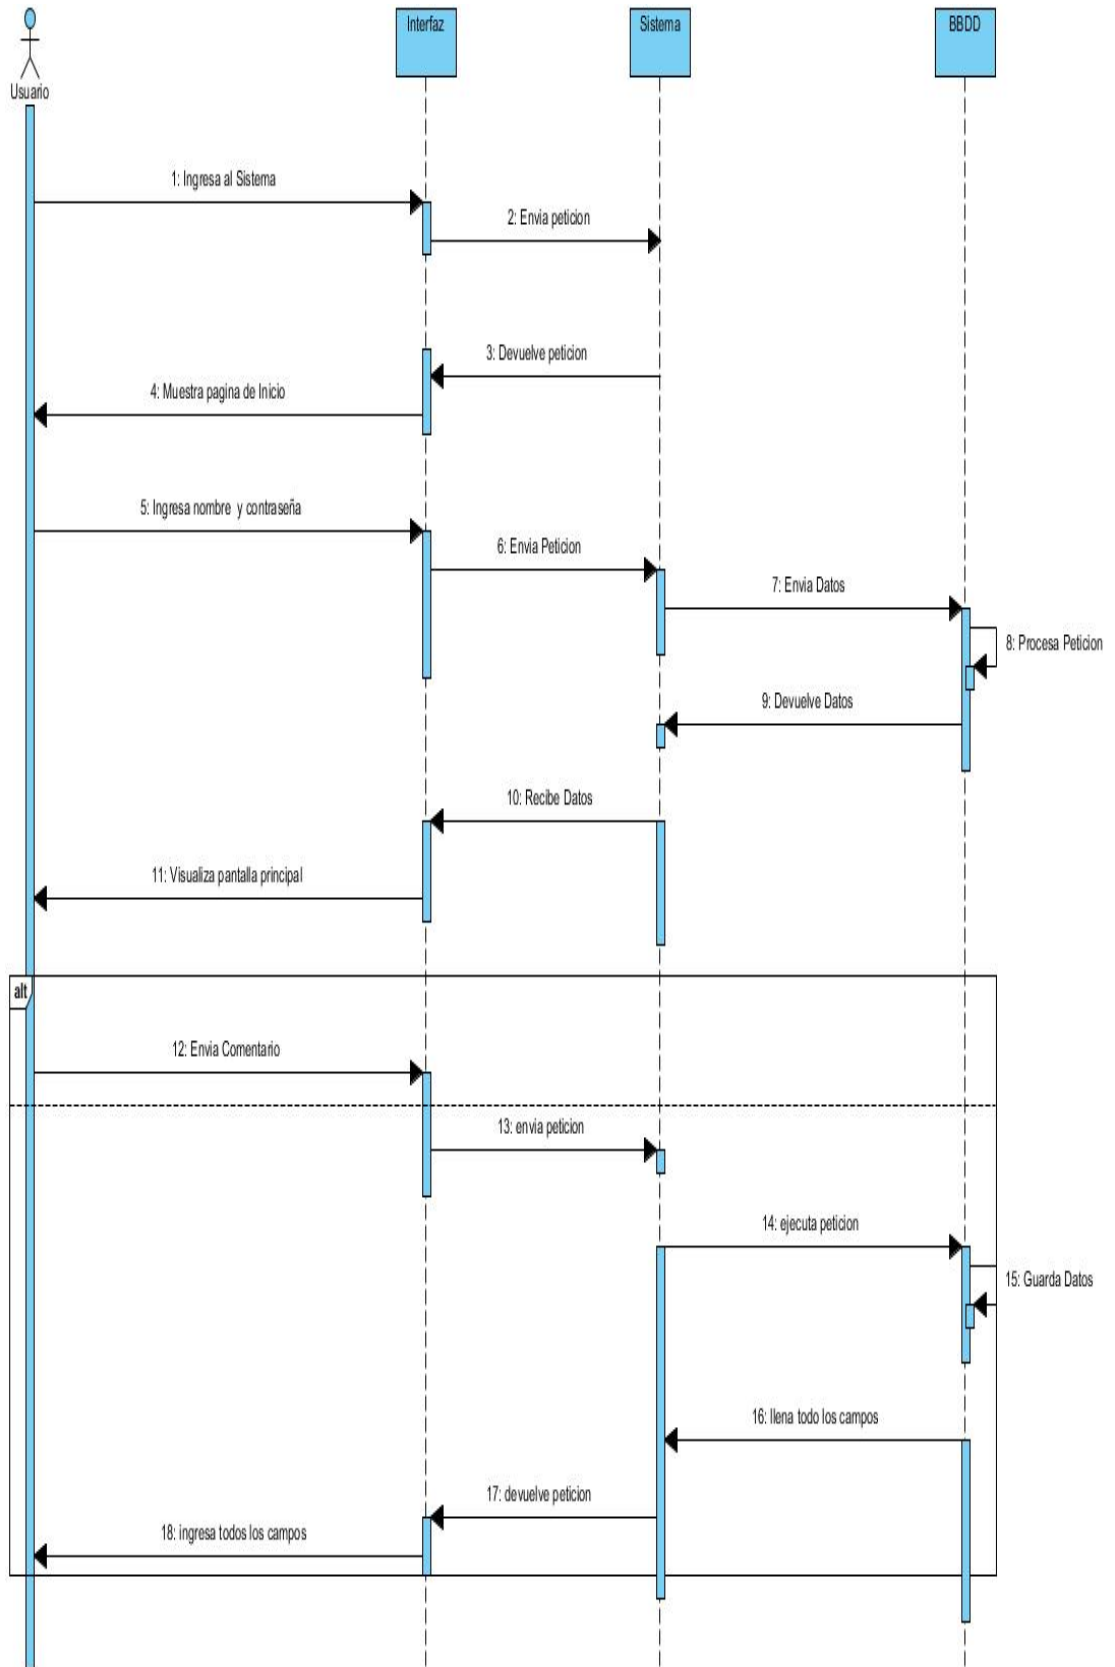 Usuario
Interfaz
Sistema
BBDD
1: Ingresa al Sistema
2: Envia peticion
3: Devuelve peticion
4: Muestra pagina de Inicio
5: Ingresa nombre y contraseña
6: Envia Peticion
7: Envia Datos
8: Procesa Peticion
9: Devuelve Datos
10: Recibe Datos
11: Visualiza pantalla principal
alt
12: Envia Comentario
13: envia peticion
14: ejecuta peticion
15: Guarda Datos
16: llena todo los campos
17: devuelve peticion
18: ingresa todos los campos